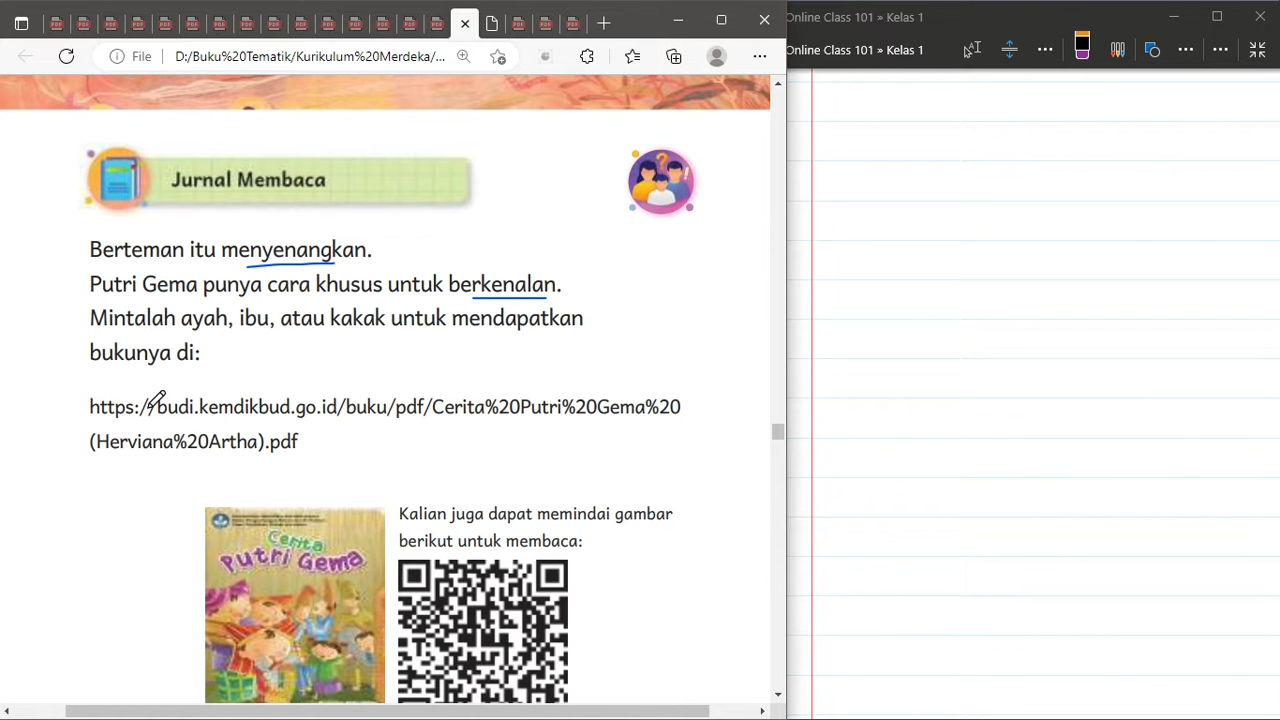 Online Class 101 » Kelas 1
File
D:/Buku%20Tematik/Kurikulum%20Merdeka/...
Online Class 101 » Kelas 1
Jurnal Membaca
Berteman itu menyenangkan.
Putri Gema punya cara khusus untuk berkenalan.
Mintalah ayah, ibu, atau kakak untuk mendapatkan
bukunya di:
https://budi.kemdikbud.go.id/buku/pdf/Cerita%20Putri%20Gema%20
(Herviana%20Artha).pdf
Kalian juga dapat memindai gambar
berikut untuk membaca:
Cerita
Putri Gema